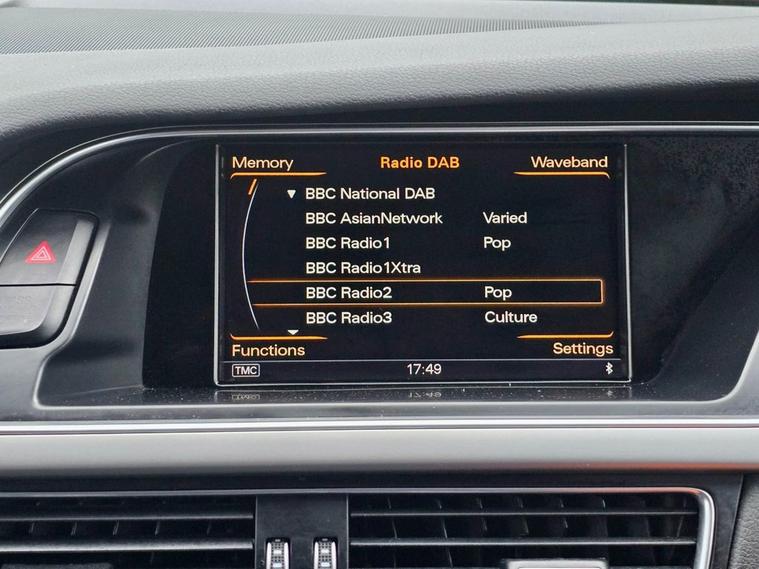 Memory Radio DAB Waveband
▼ BBC National DAB
BBC AsianNetwork Varied
BBC Radio1 Pop
BBC Radio1Xtra
BBC Radio2 Pop
BBC Radio3 Culture
Functions Settings
TMC 17:49